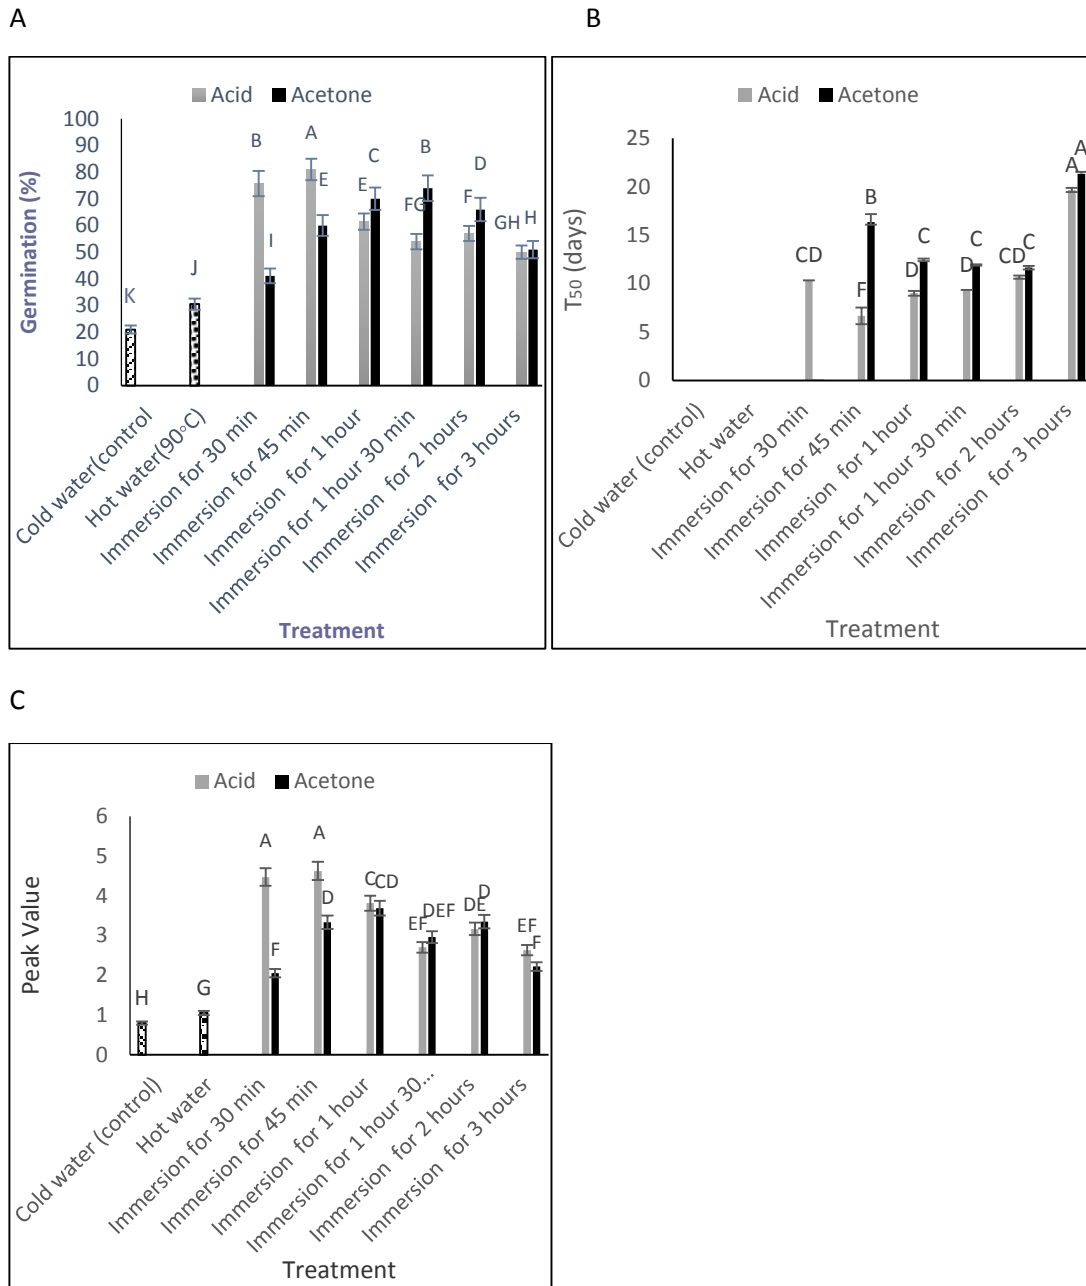 A
B
Acid Acetone
100
90
80
70
60
50
40
30
20
10
0
Germination (%)
K
J
B
I
A
E
E
C
FG
B
F
D
GH
H
Cold water(control
Hot water(90°C)
Immersion for 30 min
Immersion for 45 min
Immersion for 1 hour
Immersion for 1 hour 30 min
Immersion for 2 hours
Immersion for 3 hours
Treatment
Acid Acetone
25
20
15
10
5
0
T50 (days)
CD
F
B
D
C
D
C
CD
C
A
A
Cold water (control)
Hot water
Immersion for 30 min
Immersion for 45 min
Immersion for 1 hour
Immersion for 1 hour 30 min
Immersion for 2 hours
Immersion for 3 hours
Treatment
C
Acid Acetone
6
5
4
3
2
1
0
Peak Value
H
G
A
F
A
D
C
CD
EF
DEF
DE
D
EF
F
Cold water (control)
Hot water
Immersion for 30 min
Immersion for 45 min
Immersion for 1 hour
Immersion for 1 hour 30...
Immersion for 2 hours
Immersion for 3 hours
Treatment